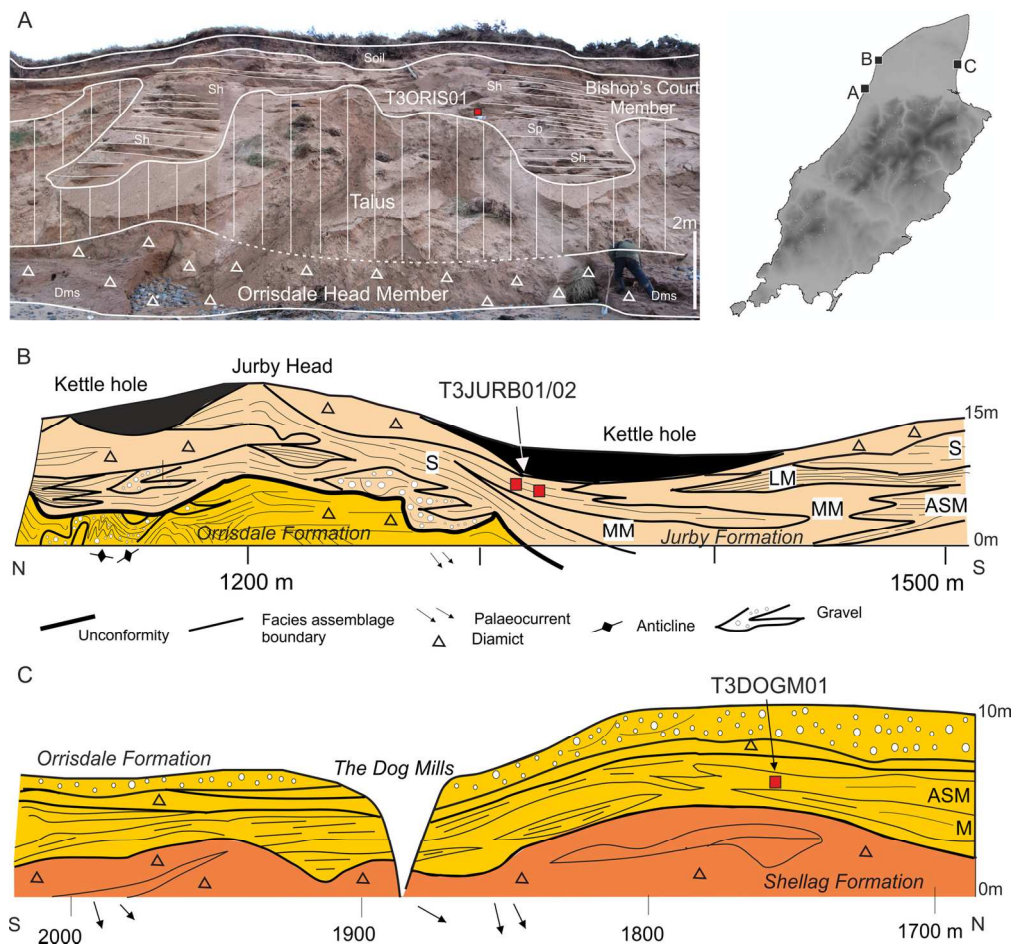 A
Soil
Sh
Sh
Bishop's Court
Member
T3ORIS01
Sp
Sh
Sh
Talus
2m
Orrisdale Head Member
Dms
Dms
B
C
A
B
Kettle hole
Jurby Head
T3JURB01/02
Kettle hole
15m
S
S
LM
MM
MM
ASM
Orrisdale Formation
Jurby Formation
0m
N
S
1200 m
1500 m
Unconformity
Facies assemblage
boundary
Palaeocurrent
Diamict
Anticline
Gravel
C
T3DOGM01
10m
Orrisdale Formation
The Dog Mills
ASM
M
Shellag Formation
0m
S
N
2000
1900
1800
1700 m